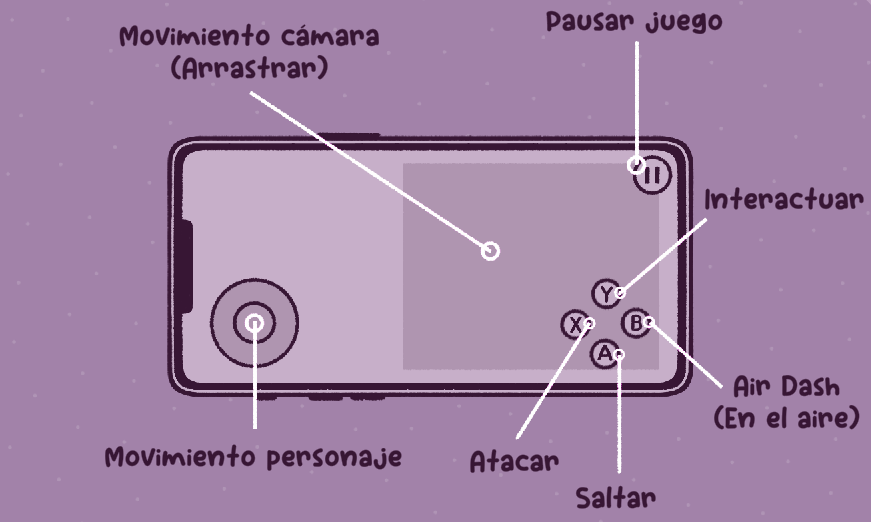 Pausar juego
Movimiento cámara
(Arrastrar)
Interactuar
Y
X
B
A
Air Dash
(En el aire)
Movimiento personaje
Atacar
Saltar